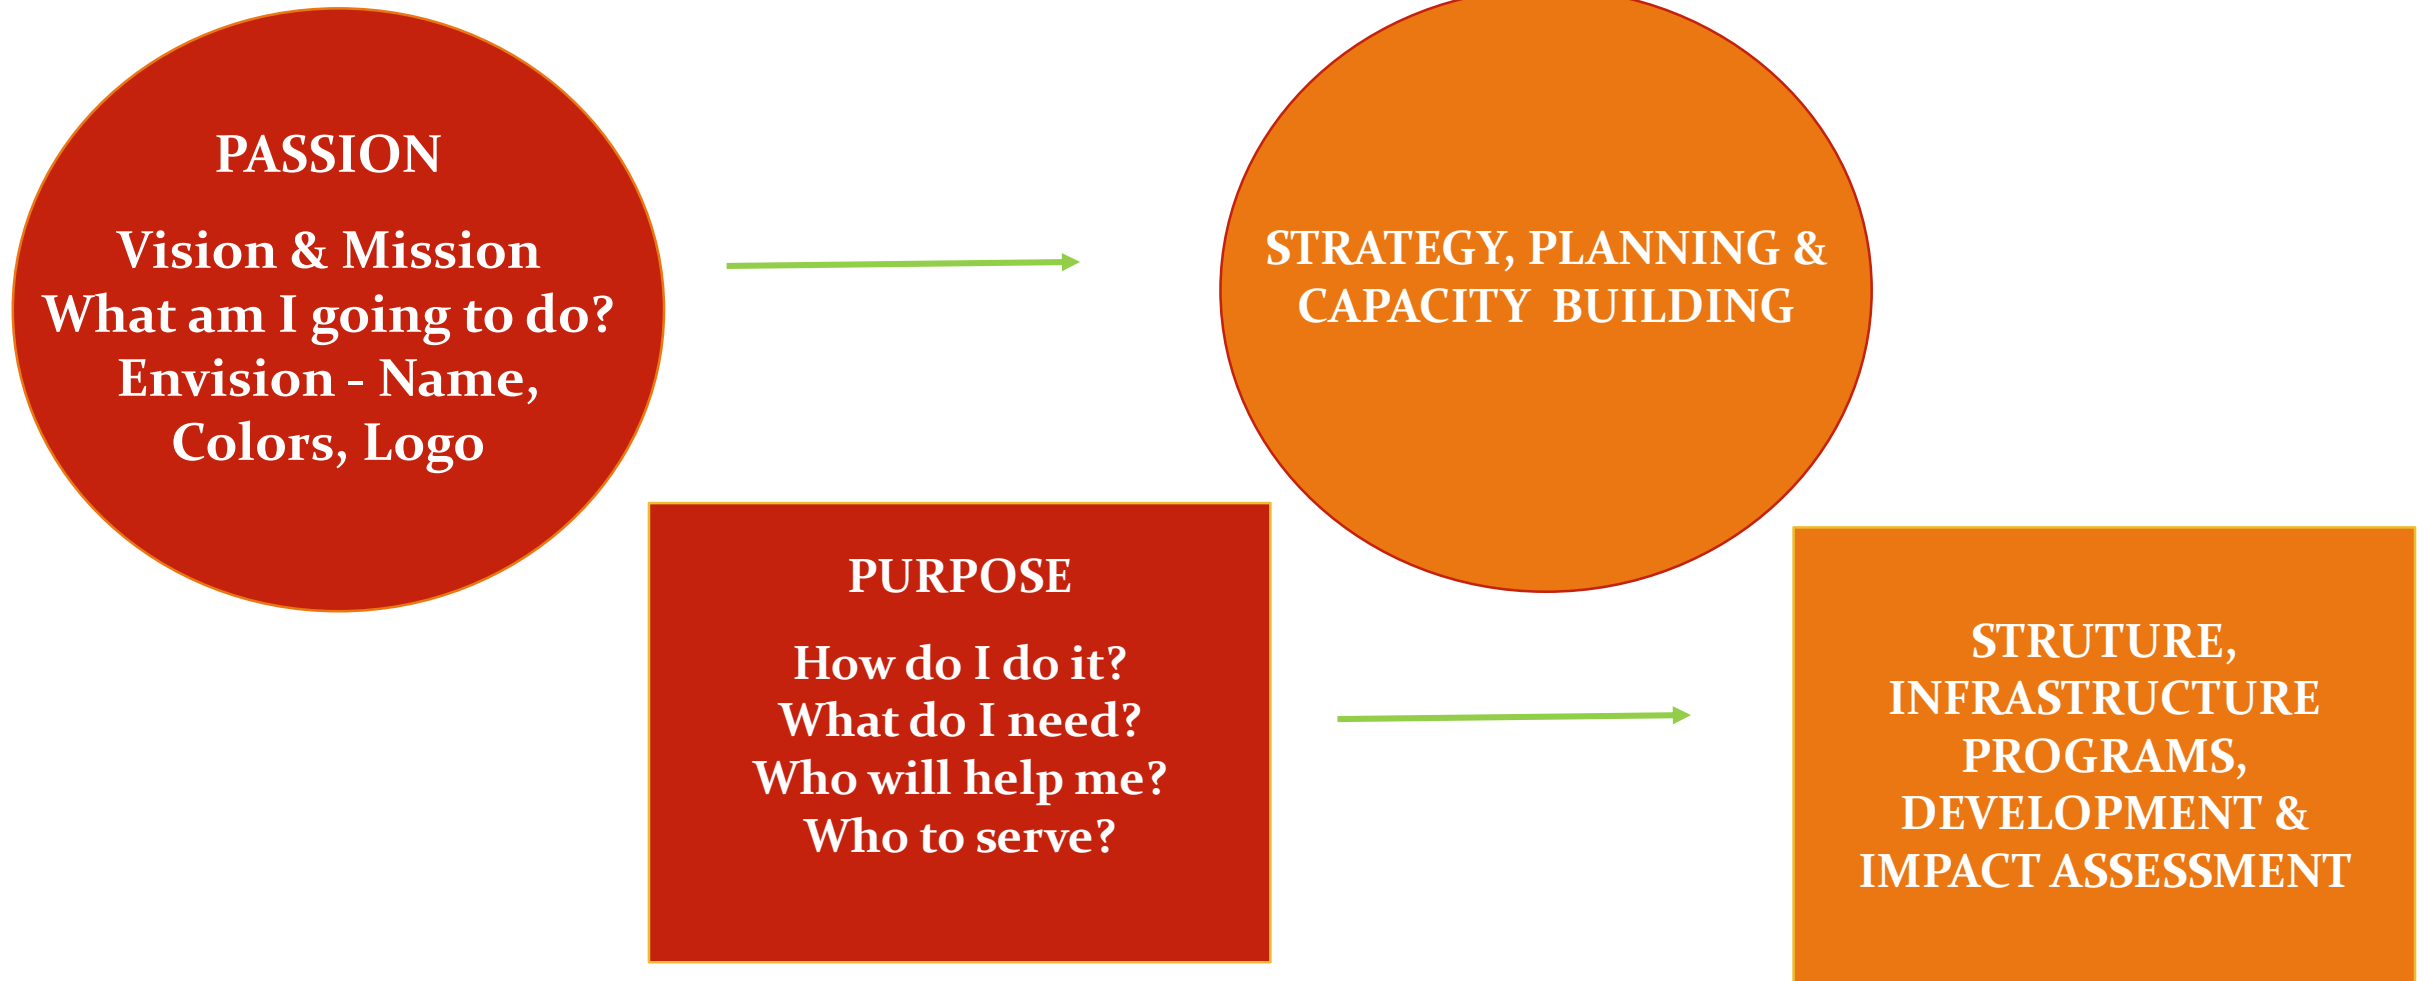 PASSION
Vision & Mission
What am I going to do?
Envision - Name,
Colors, Logo
STRATEGY, PLANNING &
CAPACITY BUILDING
PURPOSE
How do I do it?
What do I need?
Who will help me?
Who to serve?
STRUTURE,
INFRASTRUCTURE
PROGRAMS,
DEVELOPMENT &
IMPACT ASSESSMENT